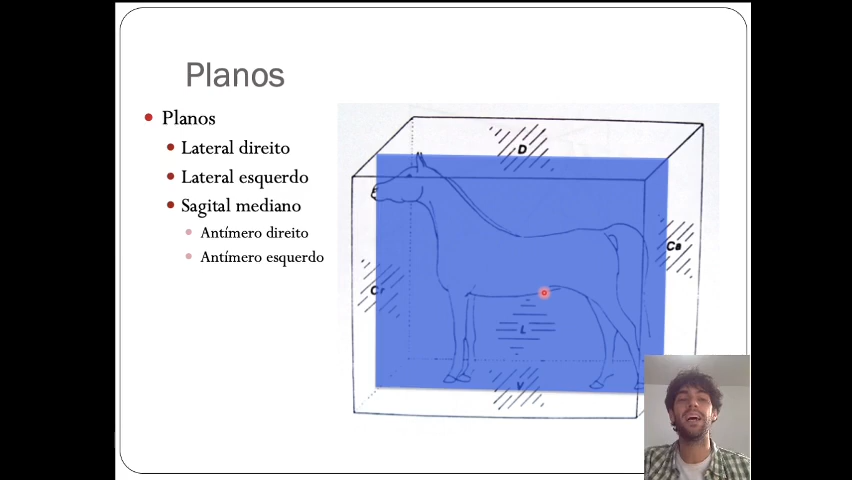 Planos
Planos
Lateral direito
Lateral esquerdo
Sagital mediano
Antímero direito
Antímero esquerdo
D
Ca
Cr
L
V